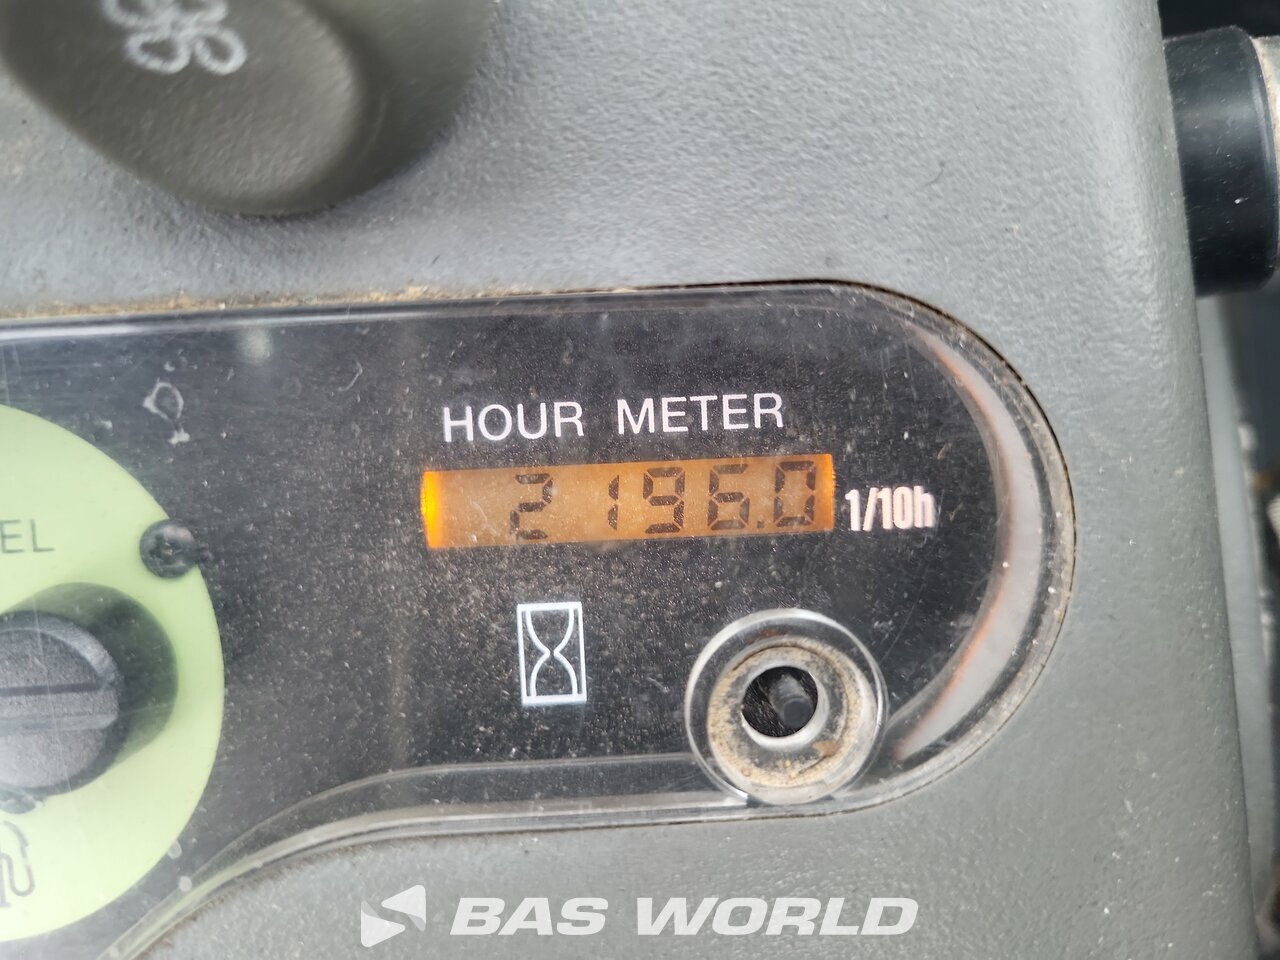 HOUR METER
2196.0 1/10h
EL
BAS WORLD